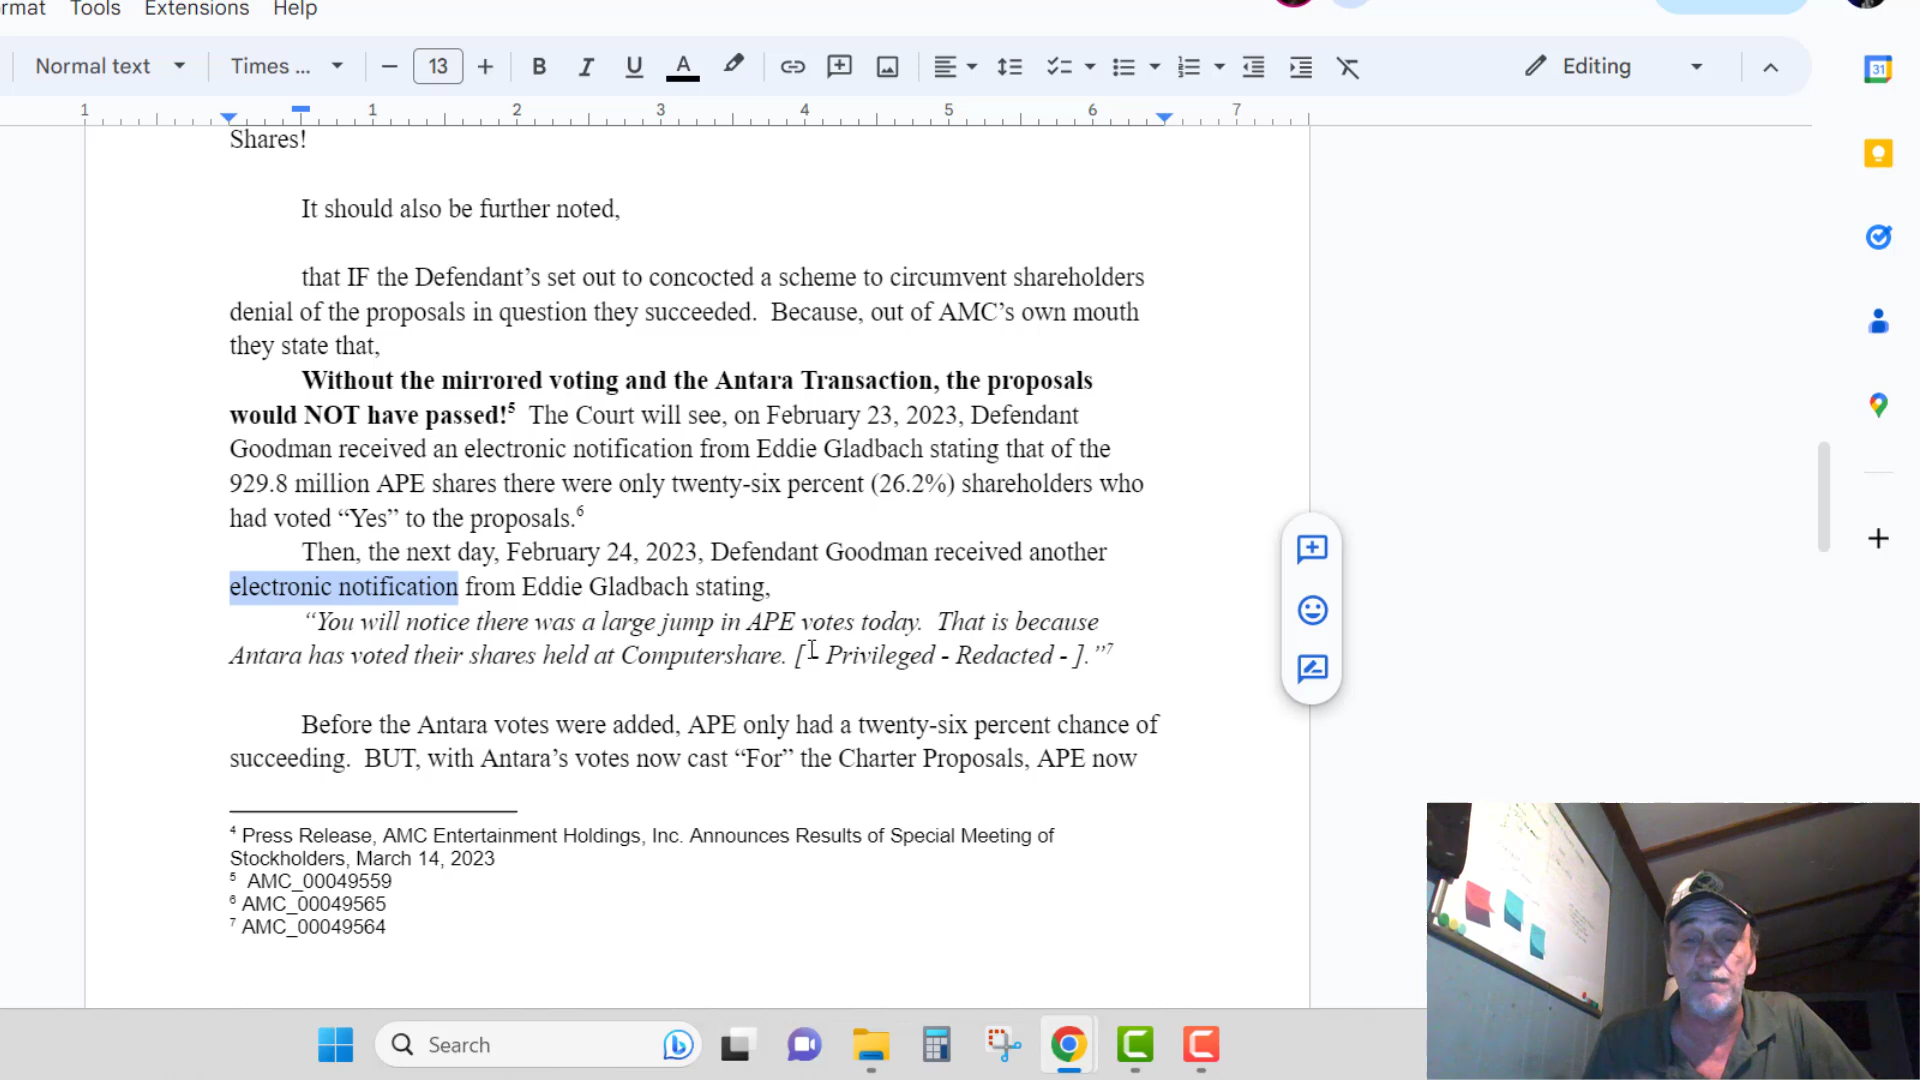 rmat Tools Extensions Help
Normal text Times ... 13 B I U A Editing
31
1 1 2 3 4 5 6 7
Shares!
It should also be further noted,
that IF the Defendant’s set out to concocted a scheme to circumvent shareholders
denial of the proposals in question they succeeded.  Because, out of AMC’s own mouth
they state that,
Without the mirrored voting and the Antara Transaction, the proposals
would NOT have passed!⁵  The Court will see, on February 23, 2023, Defendant
Goodman received an electronic notification from Eddie Gladbach stating that of the
929.8 million APE shares there were only twenty-six percent (26.2%) shareholders who
had voted “Yes” to the proposals.⁶
Then, the next day, February 24, 2023, Defendant Goodman received another
electronic notification from Eddie Gladbach stating,
“You will notice there was a large jump in APE votes today.  That is because
Antara has voted their shares held at Computershare. [- Privileged - Redacted - ].”⁷
Before the Antara votes were added, APE only had a twenty-six percent chance of
succeeding.  BUT, with Antara’s votes now cast “For” the Charter Proposals, APE now
⁴ Press Release, AMC Entertainment Holdings, Inc. Announces Results of Special Meeting of
Stockholders, March 14, 2023
⁵ AMC_00049559
⁶ AMC_00049565
⁷ AMC_00049564
Search